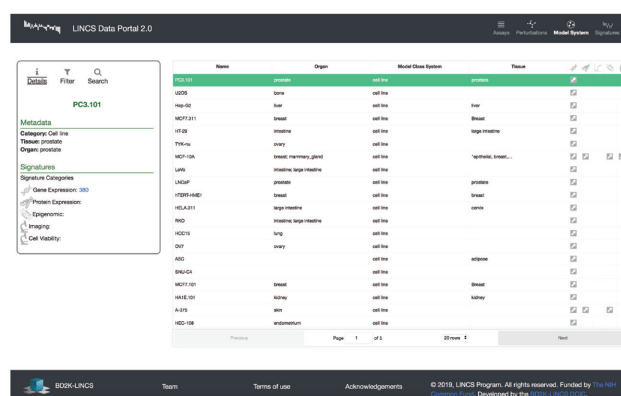 LINCS Data Portal 2.0
Assays Perturbations Model System Signatures
Details Filter Search
PC3.101
Metadata
Category: Cell line
Tissue: prostate
Organ: prostate
Signatures
Signature Categories
Gene Expression: 380
Protein Expression:
Epigenomic:
Imaging:
Cell Viability:
Name Organ Model Class System Tissue
PC3.101 prostate cell line prostate
U2OS bone cell line
Hep-G2 liver cell line liver
MCF7.311 breast cell line Breast
HT-29 intestine cell line large intestine
TYK-nu ovary cell line
MCF-10A breast; mammary_gland cell line "epithelial, breast,...
LoVo intestine; large intestine cell line
LNCaP prostate cell line prostate
hTERT-HME1 breast cell line breast
HELA.311 large intestine cell line cervix
RKO intestine; large intestine cell line
HCC15 lung cell line
OV7 ovary cell line
ASC cell line adipose
SNU-C4 cell line
MCF7.101 breast cell line Breast
HA1E.101 kidney cell line kidney
A-375 skin cell line
HEC-108 endometrium cell line
Previous Page 1 of 5 20 rows Next
BD2K-LINCS Team Terms of use Acknowledgements © 2019, LINCS Program. All rights reserved. Funded by The NIH
Common Fund. Developed by the BD2K-LINCS DCIC.